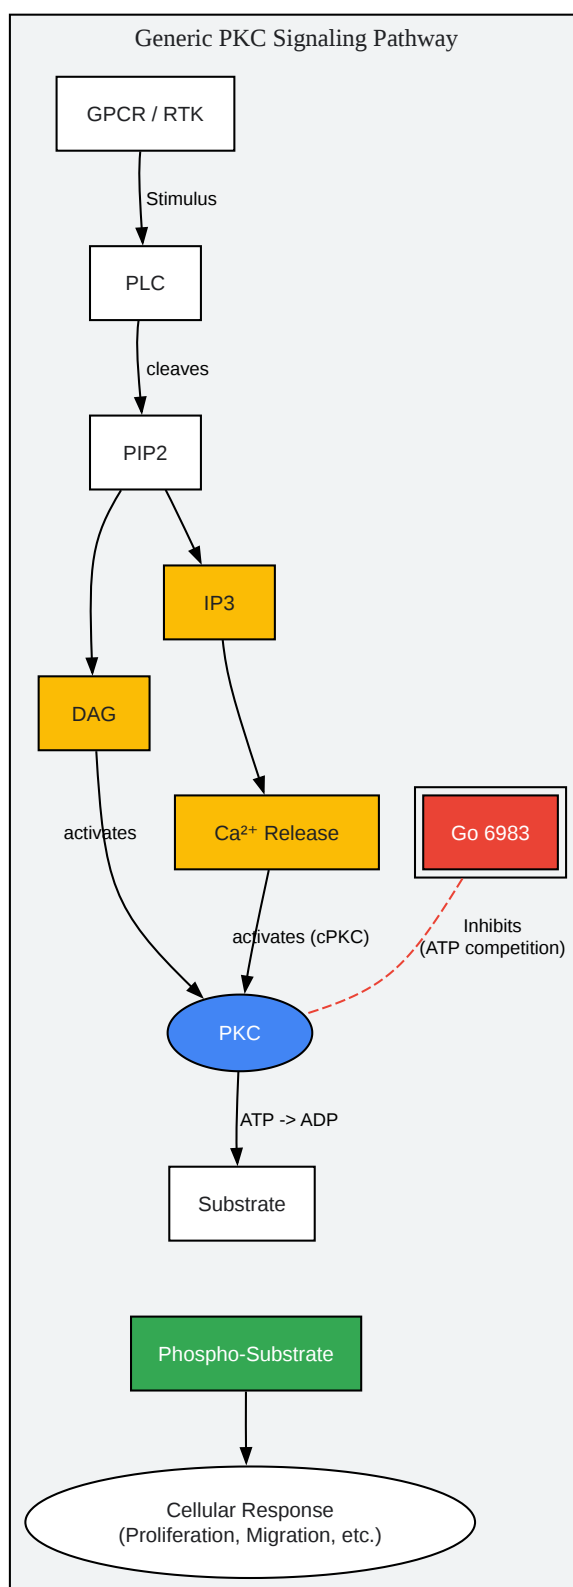 Generic PKC Signaling Pathway
GPCR / RTK
Stimulus
PLC
cleaves
PIP2
IP3
DAG
activates
Ca²⁺ Release
Go 6983
activates (cPKC)
Inhibits
(ATP competition)
PKC
ATP -> ADP
Substrate
Phospho-Substrate
Cellular Response
(Proliferation, Migration, etc.)